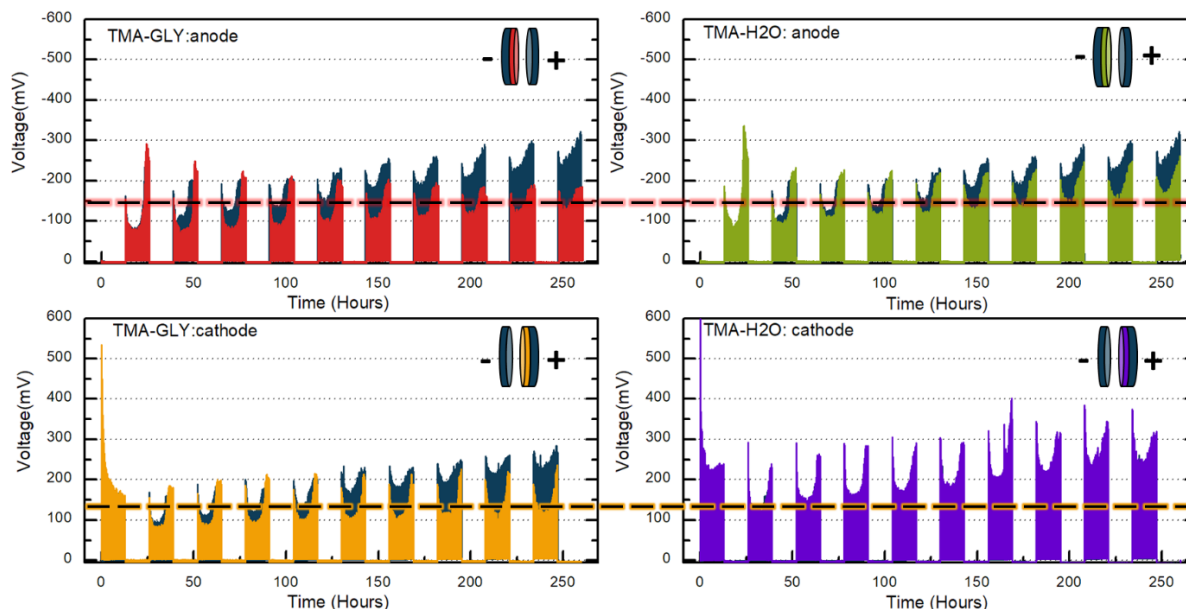 TMA-GLY:anode
- +
Voltage(mV)
-600
-500
-400
-300
-200
-100
0
0 50 100 150 200 250
Time (Hours)
TMA-H2O: anode
- +
Voltage(mV)
-600
-500
-400
-300
-200
-100
0
0 50 100 150 200 250
Time (Hours)
TMA-GLY:cathode
- +
Voltage(mV)
600
500
400
300
200
100
0
0 50 100 150 200 250
Time (Hours)
TMA-H2O: cathode
- +
Voltage(mV)
600
500
400
300
200
100
0
0 50 100 150 200 250
Time (Hours)